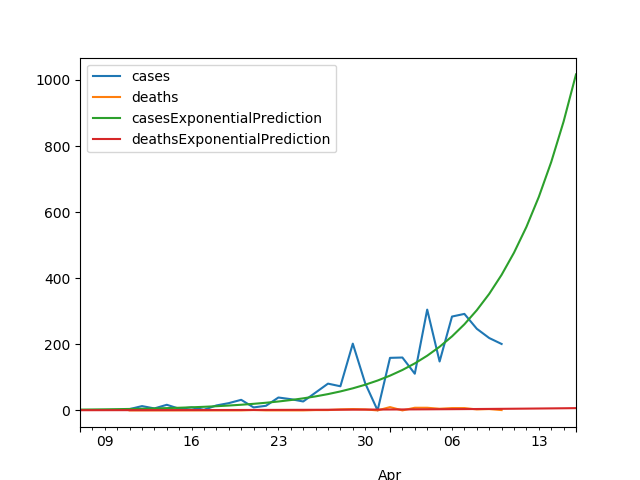 1000
800
600
400
200
0
cases
deaths
casesExponentialPrediction
deathsExponentialPrediction
09 16 23 30 06 13
Apr